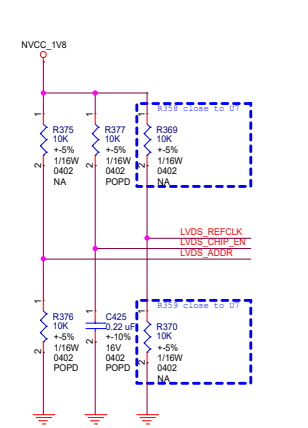 NVCC_1V8
R358 close to U7
1
1
1
R375
10K
+-5%
1/16W
0402
NA
R377
10K
+-5%
1/16W
0402
POPD
R369
10K
+-5%
1/16W
0402
NA
2
2
2
LVDS_REFCLK
LVDS_CHIP_EN
LVDS_ADDR
R359 close to U7
1
1
1
R376
10K
+-5%
1/16W
0402
POPD
C425
0.22 uF
+-10%
16V
0402
POPD
R370
10K
+-5%
1/16W
0402
NA
2
2
2